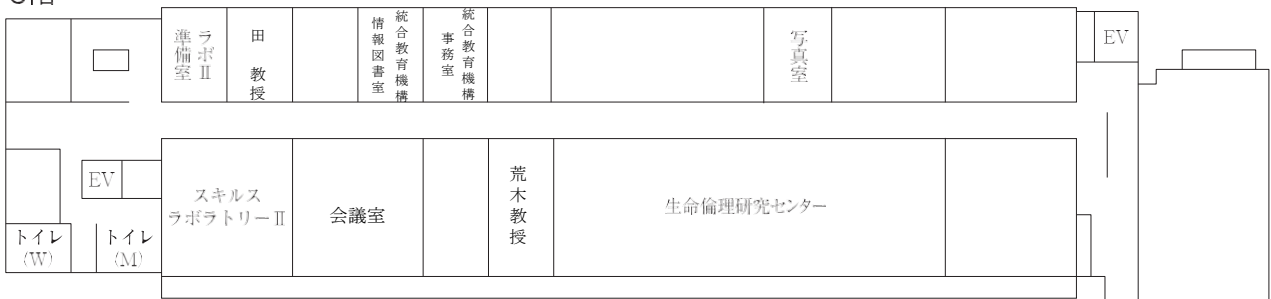 ラボⅡ
準備室
田 教授
統合教育機構
情報図書室
統合教育機構
事務室
写真室
EV
EV
スキルス
ラボラトリーⅡ
会議室
荒木教授
生命倫理研究センター
トイレ
(W)
トイレ
(M)